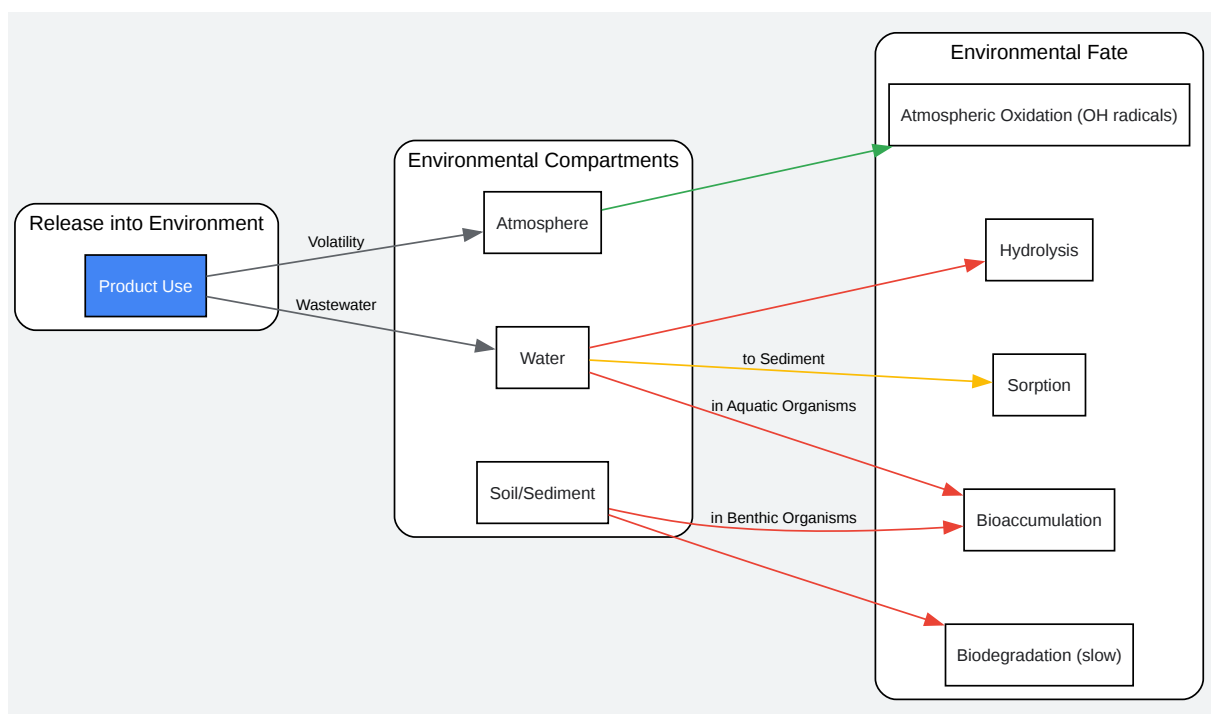 Release into Environment
Product Use
Volatility
Wastewater
Environmental Compartments
Atmosphere
Water
Soil/Sediment
to Sediment
in Aquatic Organisms
in Benthic Organisms
Environmental Fate
Atmospheric Oxidation (OH radicals)
Hydrolysis
Sorption
Bioaccumulation
Biodegradation (slow)